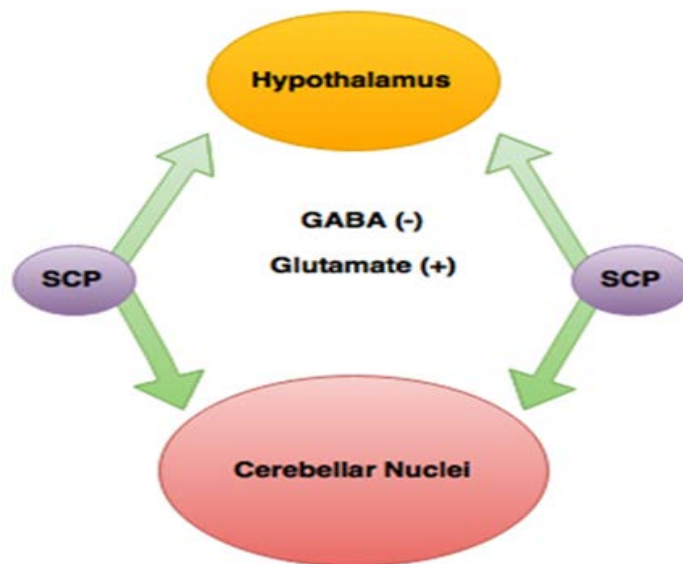 Hypothalamus
GABA (-)
Glutamate (+)
SCP
SCP
Cerebellar Nuclei